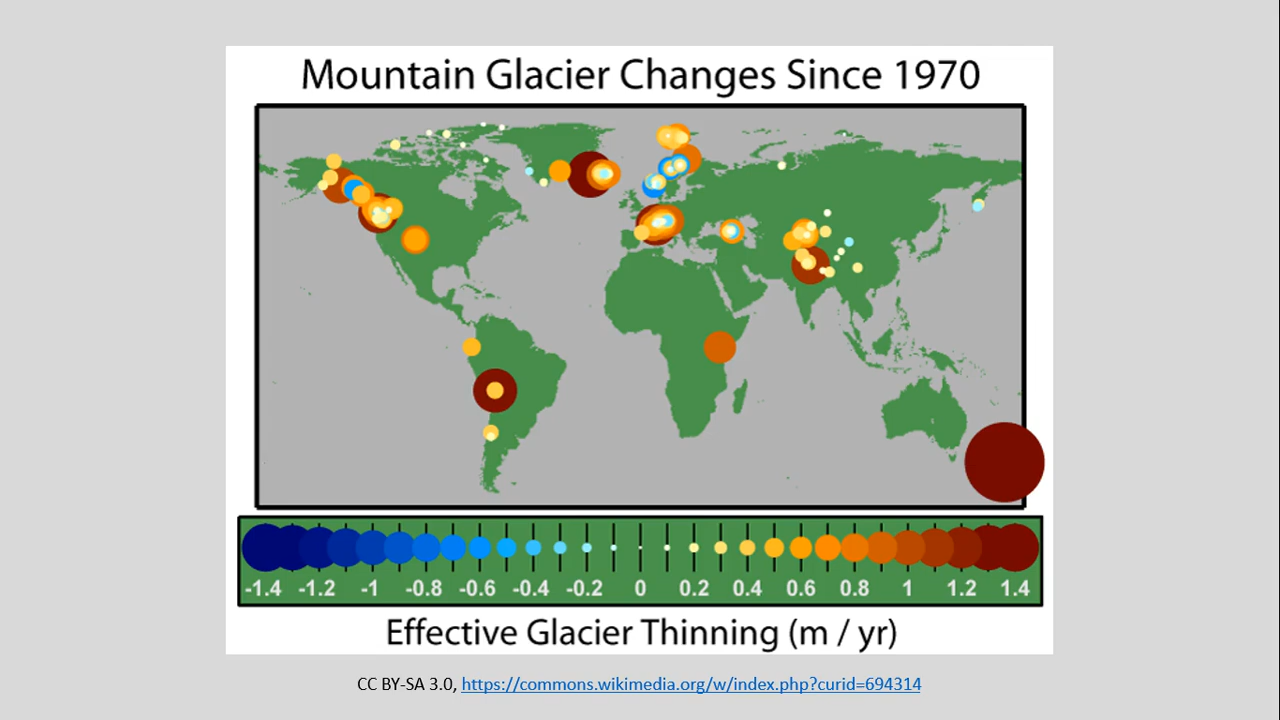 Mountain Glacier Changes Since 1970
-1.4 -1.2 -1 -0.8 -0.6 -0.4 -0.2 0 0.2 0.4 0.6 0.8 1 1.2 1.4
Effective Glacier Thinning (m / yr)
CC BY-SA 3.0, https://commons.wikimedia.org/w/index.php?curid=694314